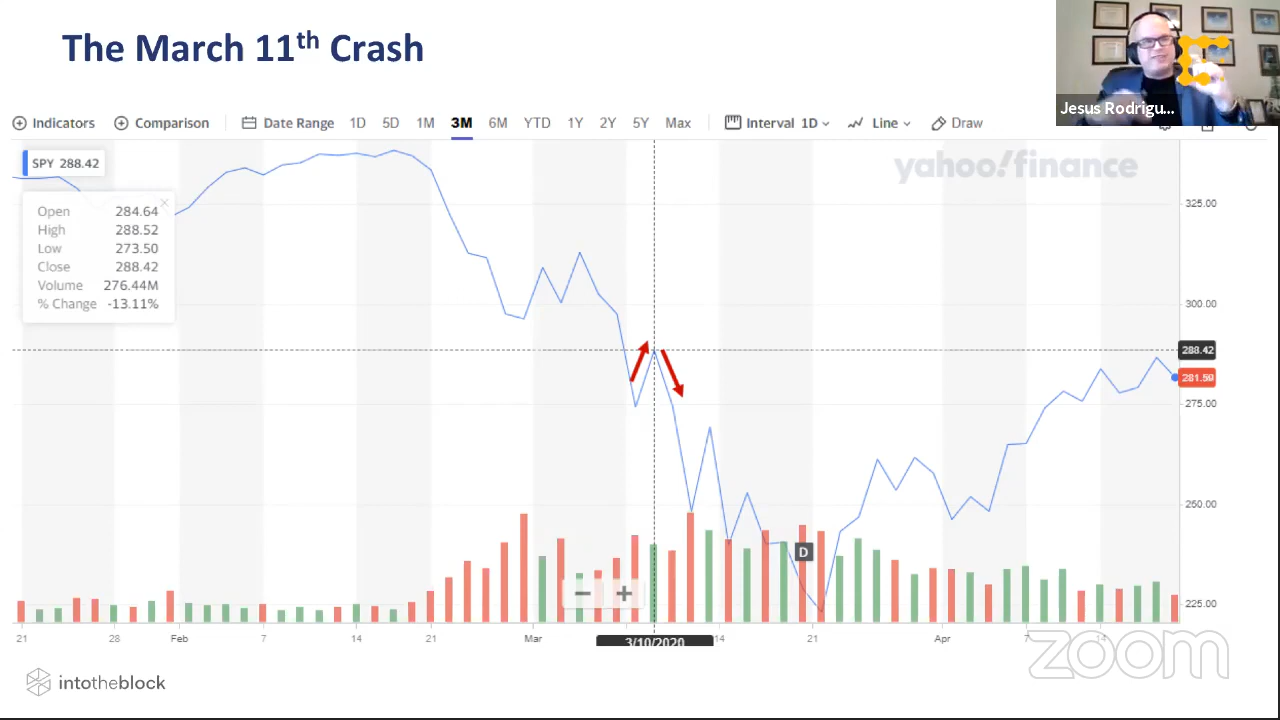 The March 11th Crash
Jesus Rodrigu...
Indicators Comparison Date Range 1D 5D 1M 3M 6M YTD 1Y 2Y 5Y Max Interval 1D Line Draw
SPY 288.42
yahoo!finance
Open 284.64
High 288.52
Low 273.50
Close 288.42
Volume 276.44M
% Change -13.11%
325.00
300.00
288.42
281.59
275.00
250.00
D
225.00
21 28 Feb 7 14 21 Mar 3/10/2020 14 21 Apr 7 14
zoom
intotheblock